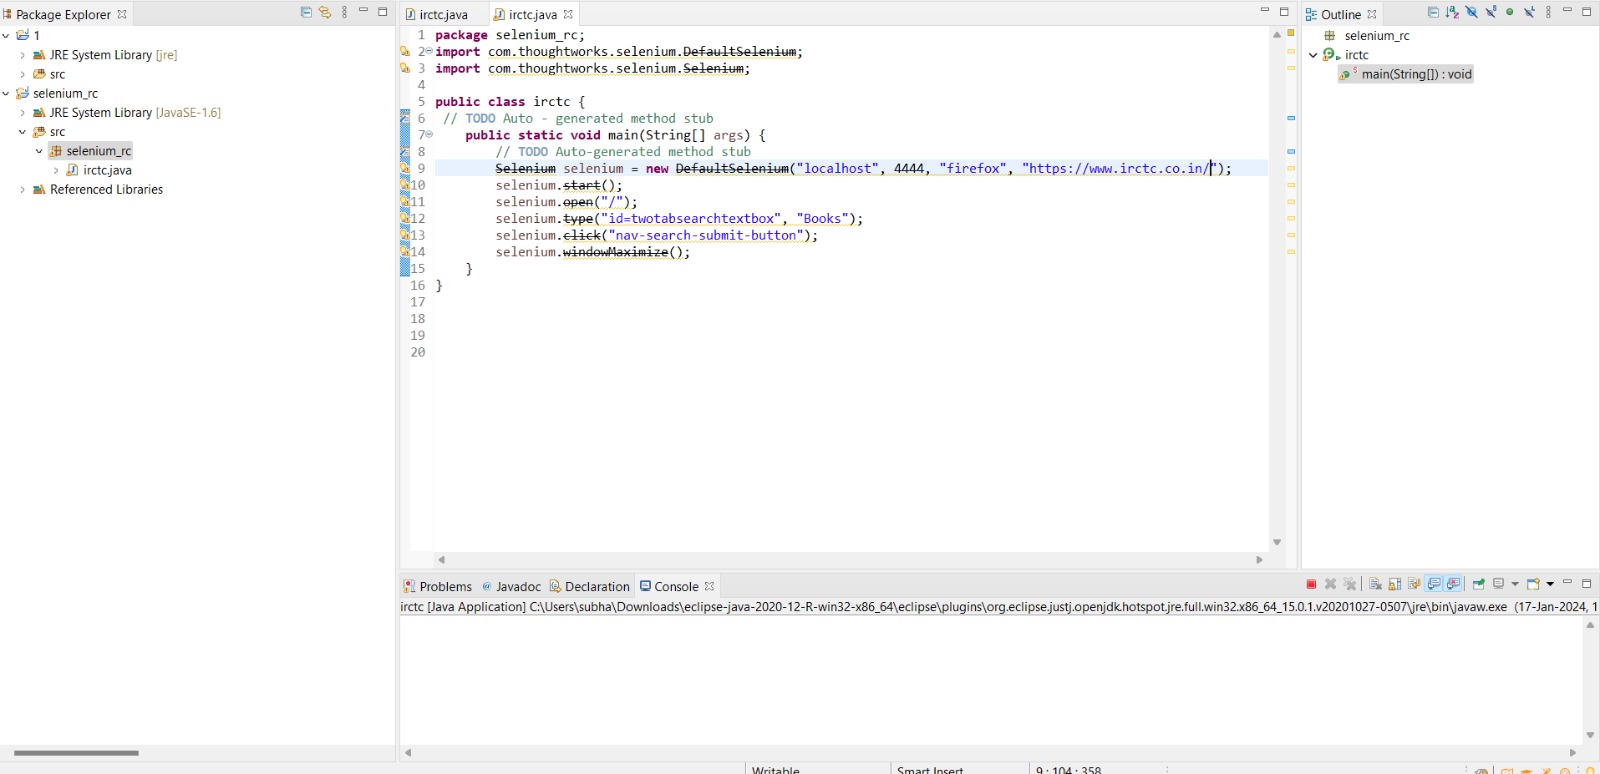 Package Explorer
1
JRE System Library [jre]
src
selenium_rc
JRE System Library [JavaSE-1.6]
src
selenium_rc
irctc.java
Referenced Libraries
irctc.java
irctc.java
1 package selenium_rc;
2 import com.thoughtworks.selenium.DefaultSelenium;
3 import com.thoughtworks.selenium.Selenium;
4
5 public class irctc {
6 // TODO Auto - generated method stub
7 public static void main(String[] args) {
8 // TODO Auto-generated method stub
9 Selenium selenium = new DefaultSelenium("localhost", 4444, "firefox", "https://www.irctc.co.in/");
10 selenium.start();
11 selenium.open("/");
12 selenium.type("id=twotabsearchtextbox", "Books");
13 selenium.click("nav-search-submit-button");
14 selenium.windowMaximize();
15 }
16 }
17
18
19
20
Outline
selenium_rc
irctc
main(String[]) : void
Problems @ Javadoc Declaration Console
irctc [Java Application] C:\Users\subha\Downloads\eclipse-java-2020-12-R-win32-x86_64\eclipse\plugins\org.eclipse.justj.openjdk.hotspot.jre.full.win32.x86_64_15.0.1.v20201027-0507\jre\bin\javaw.exe (17-Jan-2024, 1
Writable Smart Insert 9 : 104 : 358